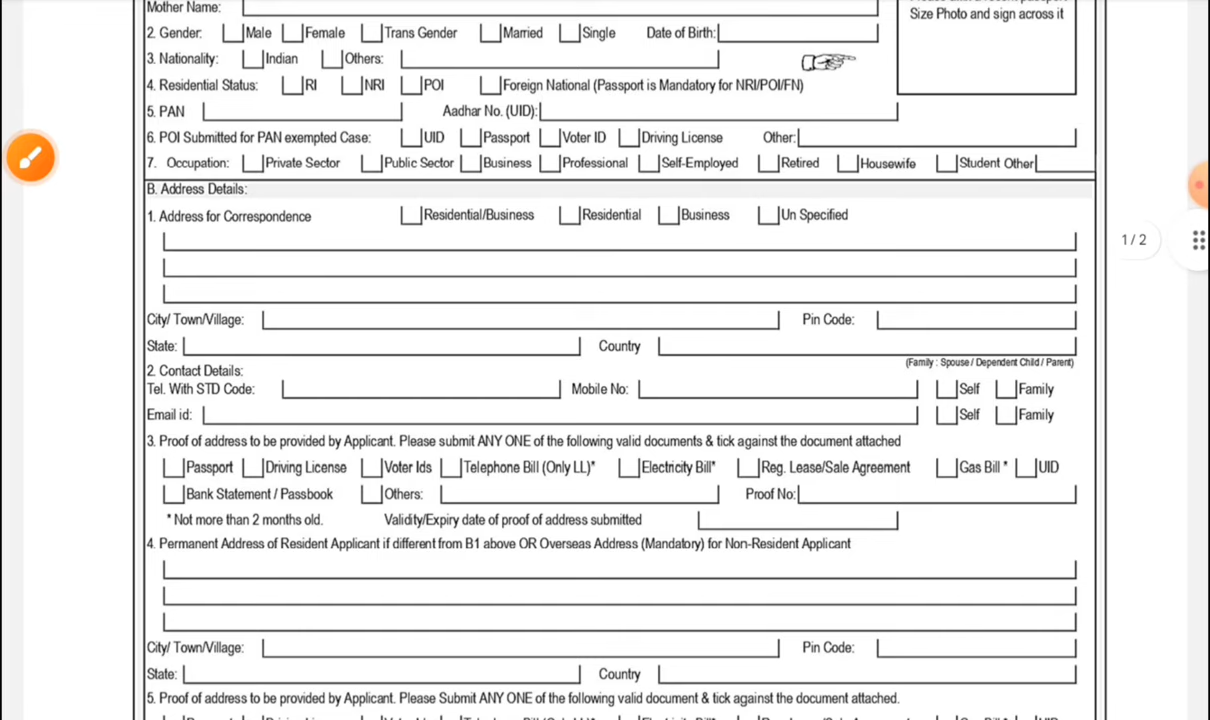 Mother Name:
Size Photo and sign across it
2. Gender: Male Female Trans Gender Married Single Date of Birth:
3. Nationality: Indian Others:
4. Residential Status: RI NRI POI Foreign National (Passport is Mandatory for NRI/POI/FN)
5. PAN Aadhar No. (UID):
6. POI Submitted for PAN exempted Case: UID Passport Voter ID Driving License Other:
7. Occupation: Private Sector Public Sector Business Professional Self-Employed Retired Housewife Student Other
B. Address Details:
1. Address for Correspondence Residential/Business Residential Business Un Specified
City/ Town/Village: Pin Code:
State: Country
(Family : Spouse / Dependent Child / Parent)
2. Contact Details:
Tel. With STD Code: Mobile No: Self Family
Email id: Self Family
3. Proof of address to be provided by Applicant. Please submit ANY ONE of the following valid documents & tick against the document attached
Passport Driving License Voter Ids Telephone Bill (Only LL)* Electricity Bill* Reg. Lease/Sale Agreement Gas Bill * UID
Bank Statement / Passbook Others: Proof No:
* Not more than 2 months old. Validity/Expiry date of proof of address submitted
4. Permanent Address of Resident Applicant if different from B1 above OR Overseas Address (Mandatory) for Non-Resident Applicant
City/ Town/Village: Pin Code:
State: Country
5. Proof of address to be provided by Applicant. Please Submit ANY ONE of the following valid document & tick against the document attached.
1 / 2